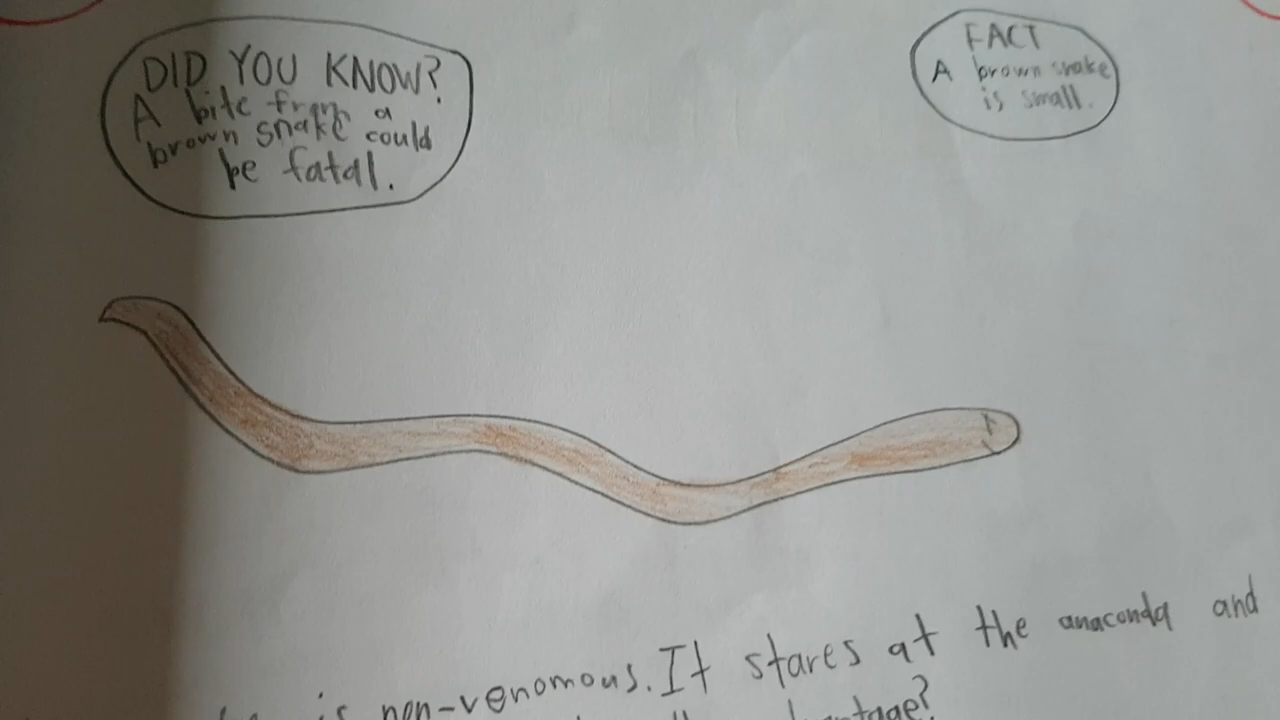 DID YOU KNOW?
A bite from a
brown snake could
be fatal.
FACT
A brown snake
is small.
is non-venomous. It stares at the anaconda and